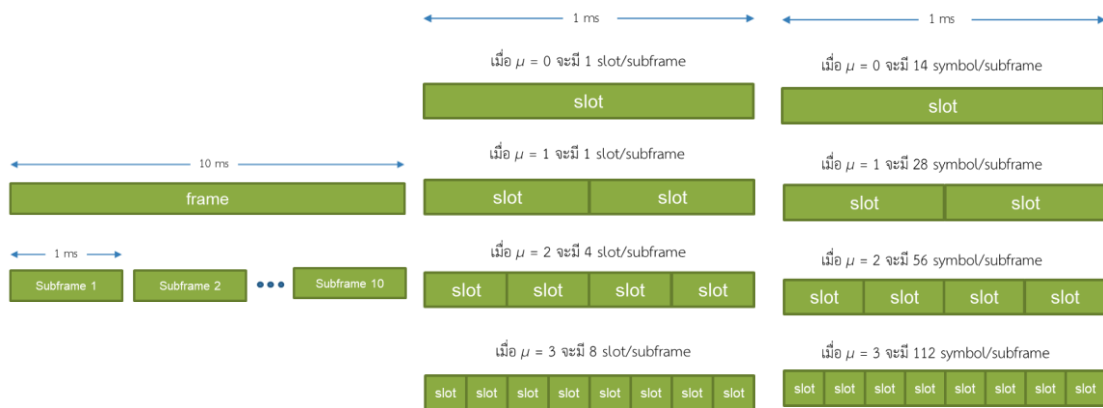 10 ms
frame
1 ms
Subframe 1 Subframe 2 Subframe 10
1 ms
เมื่อ μ = 0 จะมี 1 slot/subframe
slot
เมื่อ μ = 1 จะมี 1 slot/subframe
slot slot
เมื่อ μ = 2 จะมี 4 slot/subframe
slot slot slot slot
เมื่อ μ = 3 จะมี 8 slot/subframe
slot slot slot slot slot slot slot slot
1 ms
เมื่อ μ = 0 จะมี 14 symbol/subframe
slot
เมื่อ μ = 1 จะมี 28 symbol/subframe
slot slot
เมื่อ μ = 2 จะมี 56 symbol/subframe
slot slot slot slot
เมื่อ μ = 3 จะมี 112 symbol/subframe
slot slot slot slot slot slot slot slot